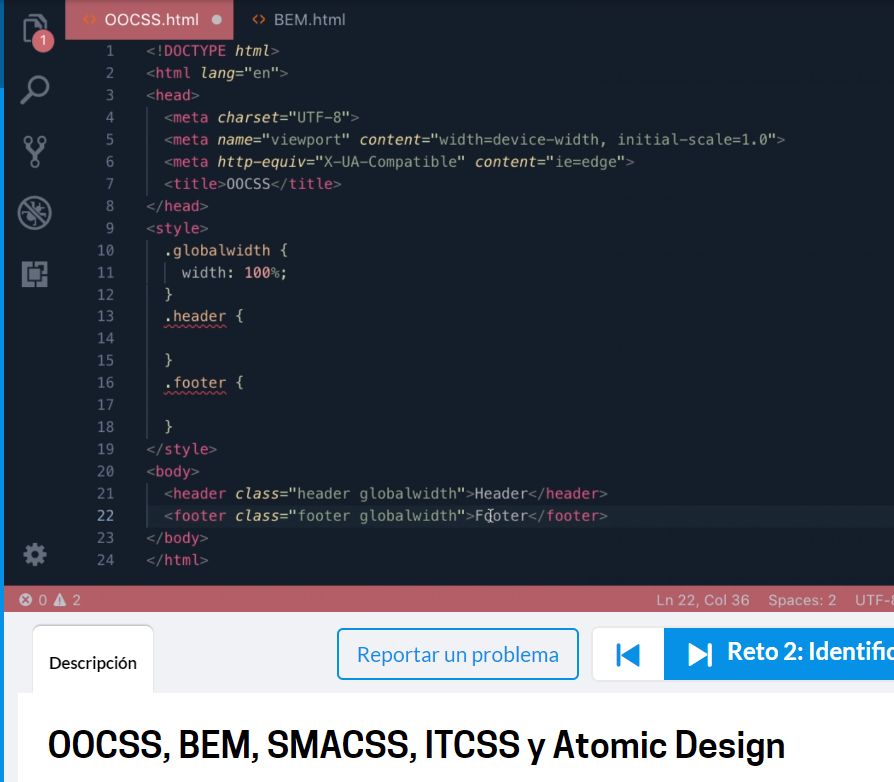 OOCSS.html BEM.html
1
1 <!DOCTYPE html>
2 <html lang="en">
3 <head>
4 <meta charset="UTF-8">
5 <meta name="viewport" content="width=device-width, initial-scale=1.0">
6 <meta http-equiv="X-UA-Compatible" content="ie=edge">
7 <title>OOCSS</title>
8 </head>
9 <style>
10 .globalwidth {
11 width: 100%;
12 }
13 .header {
14
15 }
16 .footer {
17
18 }
19 </style>
20 <body>
21 <header class="header globalwidth">Header</header>
22 <footer class="footer globalwidth">Footer</footer>
23 </body>
24 </html>
0 2 Ln 22, Col 36 Spaces: 2 UTF-8
Descripción Reportar un problema Reto 2: Identific
OOCSS, BEM, SMACSS, ITCSS y Atomic Design